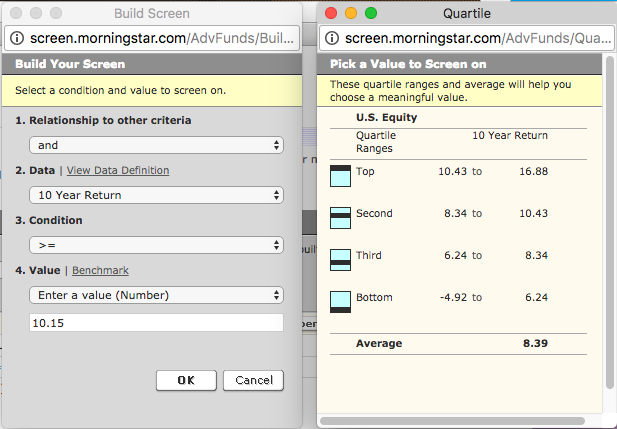 Build Screen
screen.morningstar.com/AdvFunds/Buil...
Build Your Screen
Select a condition and value to screen on.
1. Relationship to other criteria
and
2. Data | View Data Definition
10 Year Return
3. Condition
>=
4. Value | Benchmark
Enter a value (Number)
10.15
OK Cancel
Quartile
screen.morningstar.com/AdvFunds/Qua...
Pick a Value to Screen on
These quartile ranges and average will help you
choose a meaningful value.
U.S. Equity
Quartile 10 Year Return
Ranges
Top 10.43 to 16.88
Second 8.34 to 10.43
Third 6.24 to 8.34
Bottom -4.92 to 6.24
Average 8.39